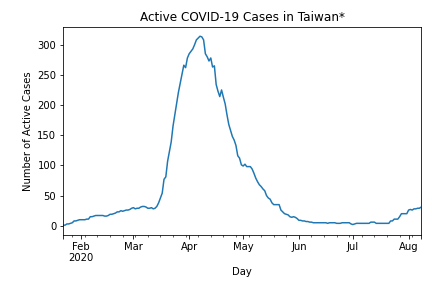 Active COVID-19 Cases in Taiwan*
Number of Active Cases
300
250
200
150
100
50
0
Feb
2020
Mar
Apr
May
Jun
Jul
Aug
Day